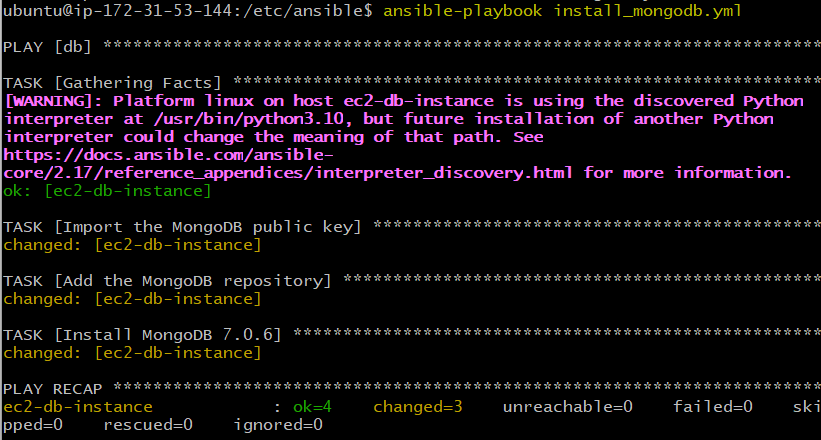 ubuntu@ip-172-31-53-144:/etc/ansible$ ansible-playbook install_mongodb.yml
PLAY [db] ************************************************************************
TASK [Gathering Facts] ***********************************************************
[WARNING]: Platform linux on host ec2-db-instance is using the discovered Python
interpreter at /usr/bin/python3.10, but future installation of another Python
interpreter could change the meaning of that path. See
https://docs.ansible.com/ansible-
core/2.17/reference_appendices/interpreter_discovery.html for more information.
ok: [ec2-db-instance]
TASK [Import the MongoDB public key] *********************************************
changed: [ec2-db-instance]
TASK [Add the MongoDB repository] ************************************************
changed: [ec2-db-instance]
TASK [Install MongoDB 7.0.6] *****************************************************
changed: [ec2-db-instance]
PLAY RECAP ***********************************************************************
ec2-db-instance            : ok=4    changed=3    unreachable=0    failed=0    ski
pped=0    rescued=0    ignored=0